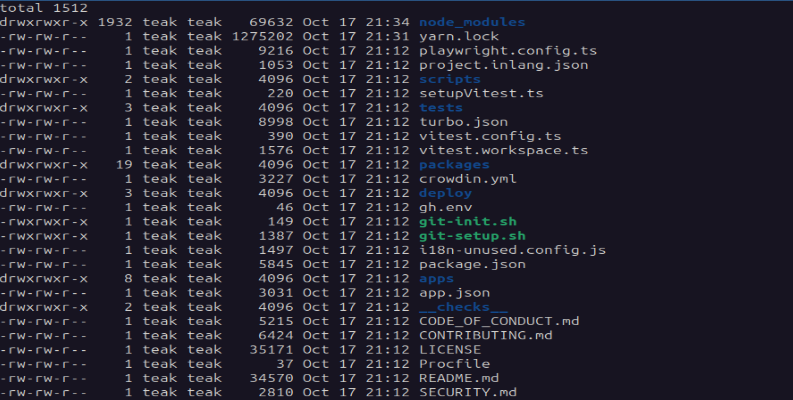 total 1512
drwxrwxr-x 1932 teak teak   69632 Oct 17 21:34 node_modules
-rw-rw-r--    1 teak teak 1275202 Oct 17 21:31 yarn.lock
-rw-rw-r--    1 teak teak    9216 Oct 17 21:12 playwright.config.ts
-rw-rw-r--    1 teak teak    1053 Oct 17 21:12 project.inlang.json
drwxrwxr-x    2 teak teak    4096 Oct 17 21:12 scripts
-rw-rw-r--    1 teak teak     220 Oct 17 21:12 setupVitest.ts
drwxrwxr-x    3 teak teak    4096 Oct 17 21:12 tests
-rw-rw-r--    1 teak teak    8998 Oct 17 21:12 turbo.json
-rw-rw-r--    1 teak teak     390 Oct 17 21:12 vitest.config.ts
-rw-rw-r--    1 teak teak    1576 Oct 17 21:12 vitest.workspace.ts
drwxrwxr-x   19 teak teak    4096 Oct 17 21:12 packages
-rw-rw-r--    1 teak teak    3227 Oct 17 21:12 crowdin.yml
drwxrwxr-x    3 teak teak    4096 Oct 17 21:12 deploy
-rw-rw-r--    1 teak teak      46 Oct 17 21:12 gh.env
-rwxrwxr-x    1 teak teak     149 Oct 17 21:12 git-init.sh
-rwxrwxr-x    1 teak teak    1387 Oct 17 21:12 git-setup.sh
-rw-rw-r--    1 teak teak    1497 Oct 17 21:12 i18n-unused.config.js
-rw-rw-r--    1 teak teak    5845 Oct 17 21:12 package.json
drwxrwxr-x    8 teak teak    4096 Oct 17 21:12 apps
-rw-rw-r--    1 teak teak    3031 Oct 17 21:12 app.json
drwxrwxr-x    2 teak teak    4096 Oct 17 21:12 __checks__
-rw-rw-r--    1 teak teak    5215 Oct 17 21:12 CODE_OF_CONDUCT.md
-rw-rw-r--    1 teak teak    6424 Oct 17 21:12 CONTRIBUTING.md
-rw-rw-r--    1 teak teak   35171 Oct 17 21:12 LICENSE
-rw-rw-r--    1 teak teak      37 Oct 17 21:12 Procfile
-rw-rw-r--    1 teak teak   34570 Oct 17 21:12 README.md
-rw-rw-r--    1 teak teak    2810 Oct 17 21:12 SECURITY.md